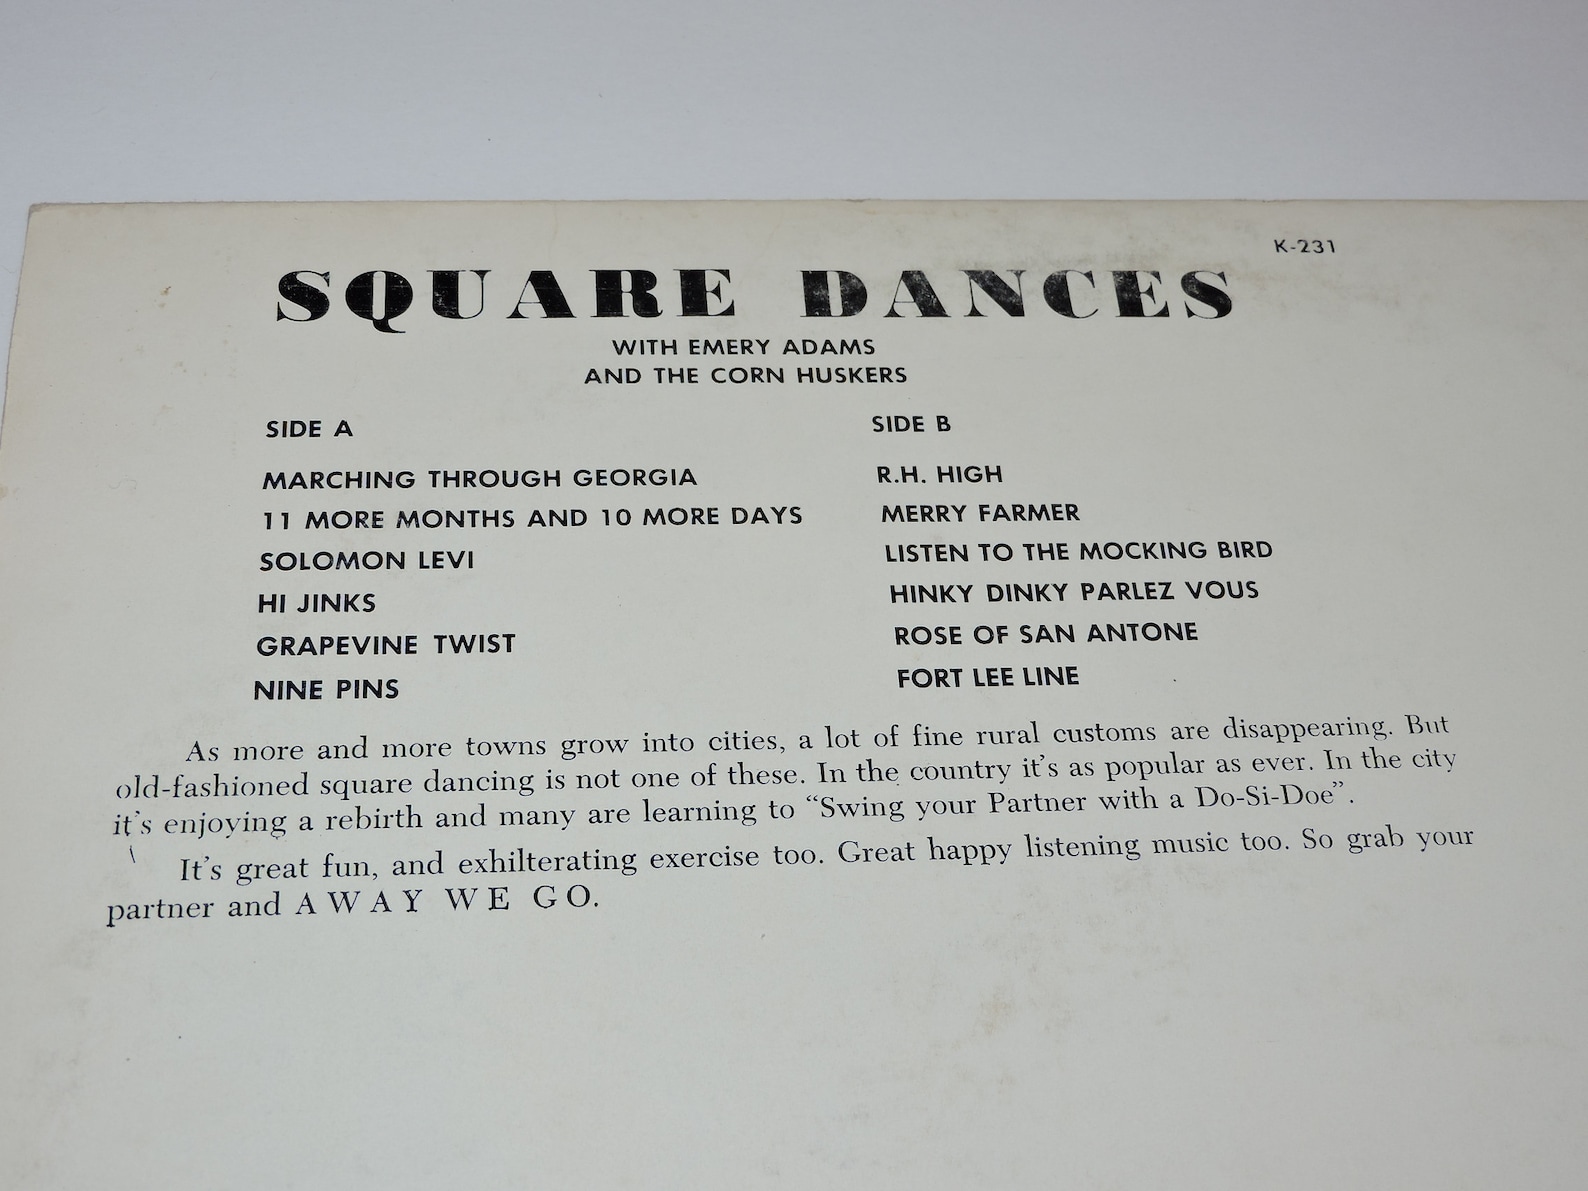 K-231
SQUARE DANCES
WITH EMERY ADAMS
AND THE CORN HUSKERS
SIDE A
MARCHING THROUGH GEORGIA
11 MORE MONTHS AND 10 MORE DAYS
SOLOMON LEVI
HI JINKS
GRAPEVINE TWIST
NINE PINS
SIDE B
R.H. HIGH
MERRY FARMER
LISTEN TO THE MOCKING BIRD
HINKY DINKY PARLEZ VOUS
ROSE OF SAN ANTONE
FORT LEE LINE
As more and more towns grow into cities, a lot of fine rural customs are disappearing. But
old-fashioned square dancing is not one of these. In the country it's as popular as ever. In the city
it's enjoying a rebirth and many are learning to "Swing your Partner with a Do-Si-Doe".
It's great fun, and exhilterating exercise too. Great happy listening music too. So grab your
partner and A W A Y W E G O.